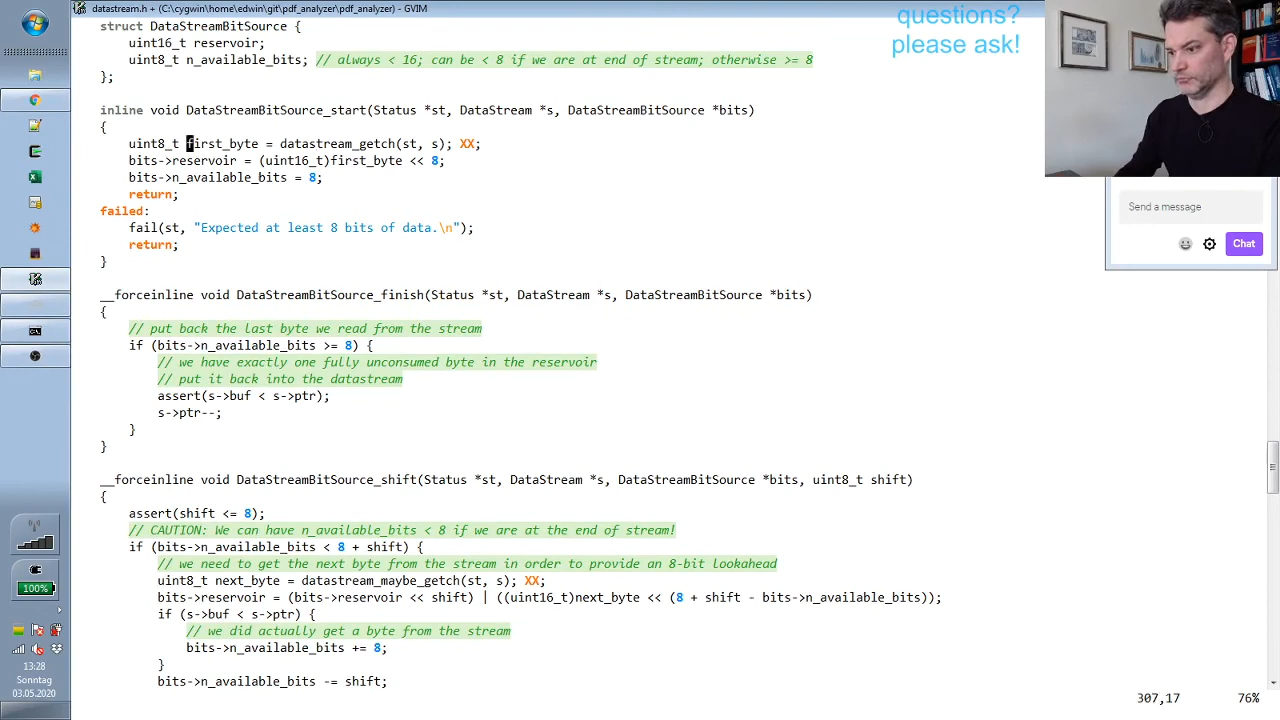 datastream.h + (C:\cygwin\home\edwin\git\pdf_analyzer\pdf_analyzer) - GVIM
struct DataStreamBitSource {
    uint16_t reservoir;
    uint8_t n_available_bits; // always < 16; can be < 8 if we are at end of stream; otherwise >= 8
};
inline void DataStreamBitSource_start(Status *st, DataStream *s, DataStreamBitSource *bits)
{
    uint8_t first_byte = datastream_getch(st, s); XX;
    bits->reservoir = (uint16_t)first_byte << 8;
    bits->n_available_bits = 8;
    return;
failed:
    fail(st, "Expected at least 8 bits of data.\n");
    return;
}
__forceinline void DataStreamBitSource_finish(Status *st, DataStream *s, DataStreamBitSource *bits)
{
    // put back the last byte we read from the stream
    if (bits->n_available_bits >= 8) {
        // we have exactly one fully unconsumed byte in the reservoir
        // put it back into the datastream
        assert(s->buf < s->ptr);
        s->ptr--;
    }
}
__forceinline void DataStreamBitSource_shift(Status *st, DataStream *s, DataStreamBitSource *bits, uint8_t shift)
{
    assert(shift <= 8);
    // CAUTION: We can have n_available_bits < 8 if we are at the end of stream!
    if (bits->n_available_bits < 8 + shift) {
        // we need to get the next byte from the stream in order to provide an 8-bit lookahead
        uint8_t next_byte = datastream_maybe_getch(st, s); XX;
        bits->reservoir = (bits->reservoir << shift) | ((uint16_t)next_byte << (8 + shift - bits->n_available_bits));
        if (s->buf < s->ptr) {
            // we did actually get a byte from the stream
            bits->n_available_bits += 8;
        }
        bits->n_available_bits -= shift;
307,17 76%
questions?
please ask!
Send a message
Chat
100%
13:28
Sonntag
03.05.2020